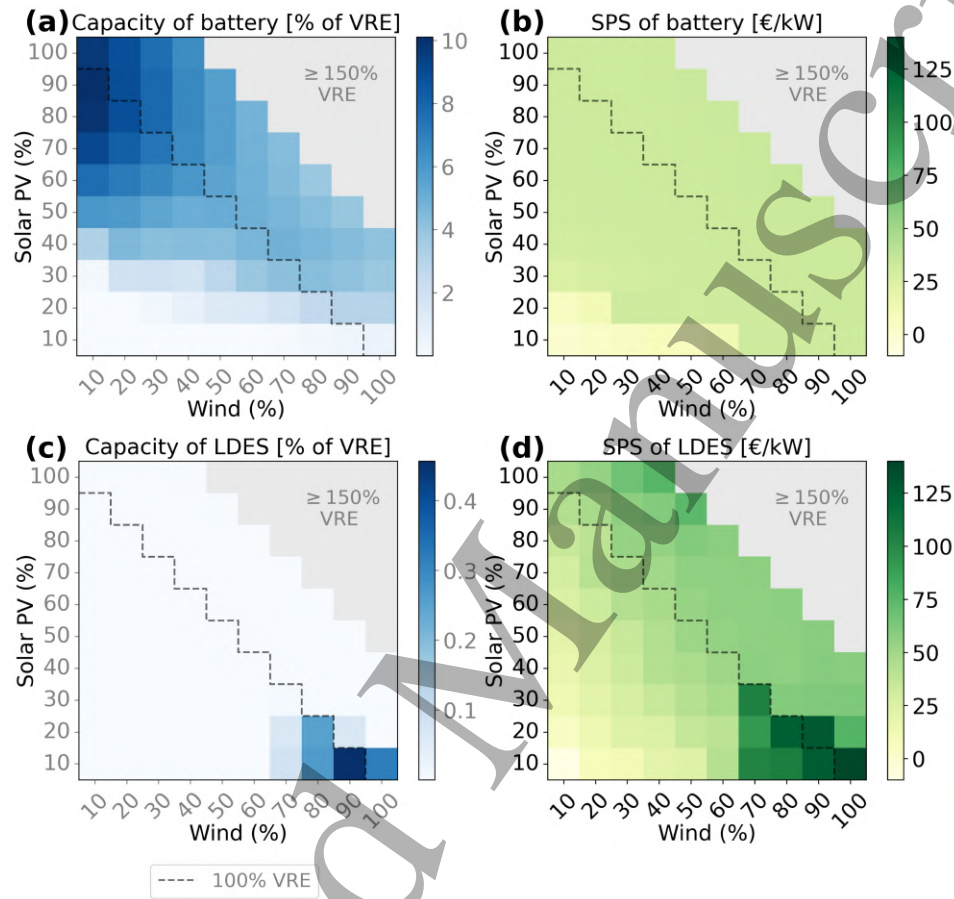 (a) Capacity of battery [% of VRE]
100
90
80
70
60
50
40
30
20
10
Solar PV (%)
≥ 150%
VRE
10
8
6
4
2
10 20 30 40 50 60 70 80 90 100
Wind (%)
(b) SPS of battery [€/kW]
100
90
80
70
60
50
40
30
20
10
Solar PV (%)
≥ 150%
VRE
125
100
75
50
25
0
10 20 30 40 50 60 70 80 90 100
Wind (%)
(c) Capacity of LDES [% of VRE]
100
90
80
70
60
50
40
30
20
10
Solar PV (%)
≥ 150%
VRE
0.4
0.3
0.2
0.1
10 20 30 40 50 60 70 80 90 100
Wind (%)
(d) SPS of LDES [€/kW]
100
90
80
70
60
50
40
30
20
10
Solar PV (%)
≥ 150%
VRE
125
100
75
50
25
0
10 20 30 40 50 60 70 80 90 100
Wind (%)
100% VRE
d Manuscr